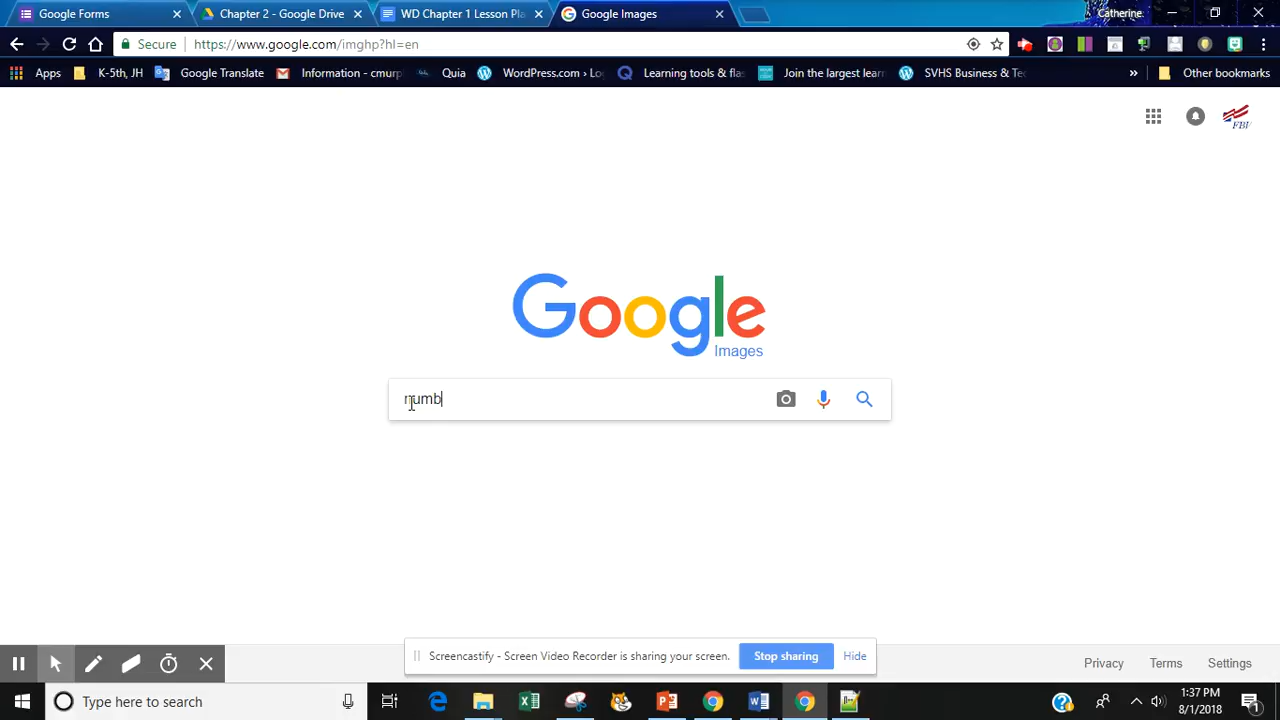 Google Forms
Chapter 2 - Google Drive
WD Chapter 1 Lesson Pla
Google Images
Catherine
Secure
https://www.google.com/imghp?hl=en
Apps
K-5th, JH
Google Translate
Information - cmurp
Quia
WordPress.com › Lo
Learning tools & flas
Join the largest lear
SVHS Business & Te
»
Other bookmarks
FBI
Google
Images
numb
Screencastify - Screen Video Recorder is sharing your screen.
Stop sharing
Hide
Privacy
Terms
Settings
Type here to search
1:37 PM
8/1/2018
1